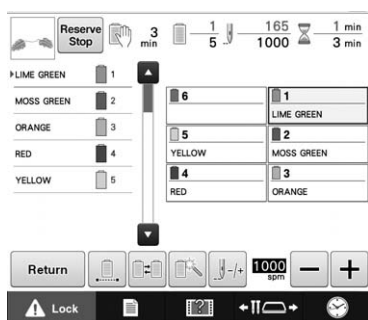 Reserve Stop 3 min 1 5 165 1000 1 min 3 min
LIME GREEN 1
MOSS GREEN 2
ORANGE 3
RED 4
YELLOW 5
6 1
LIME GREEN
5 2
YELLOW MOSS GREEN
4 3
RED ORANGE
Return -/+ 1000 spm − +
Lock ?